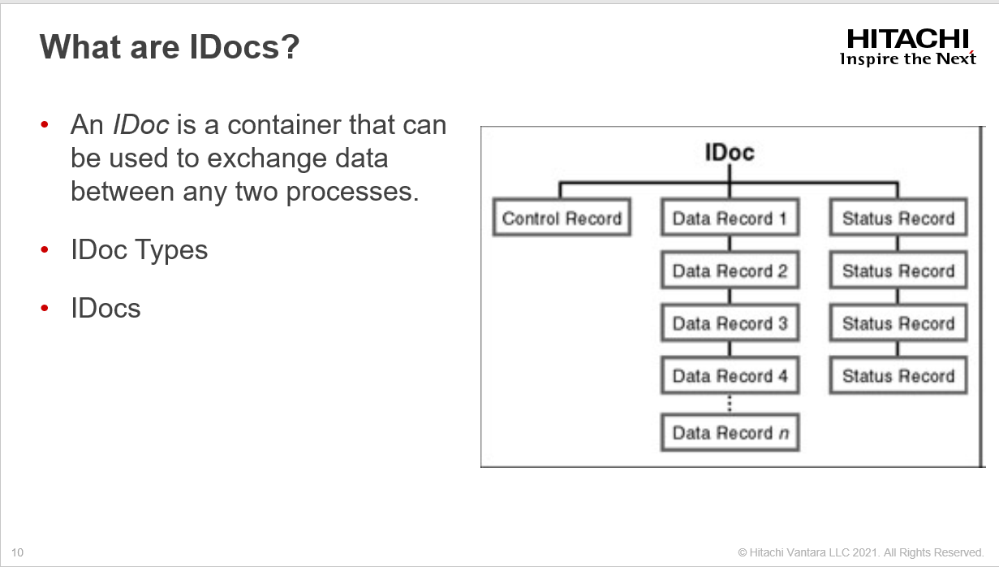 What are IDocs?
HITACHI
Inspire the Next
• An IDoc is a container that can
be used to exchange data
between any two processes.
• IDoc Types
• IDocs
IDoc
Control Record
Data Record 1
Status Record
Data Record 2
Status Record
Data Record 3
Status Record
Data Record 4
Status Record
Data Record n
10
© Hitachi Vantara LLC 2021. All Rights Reserved.